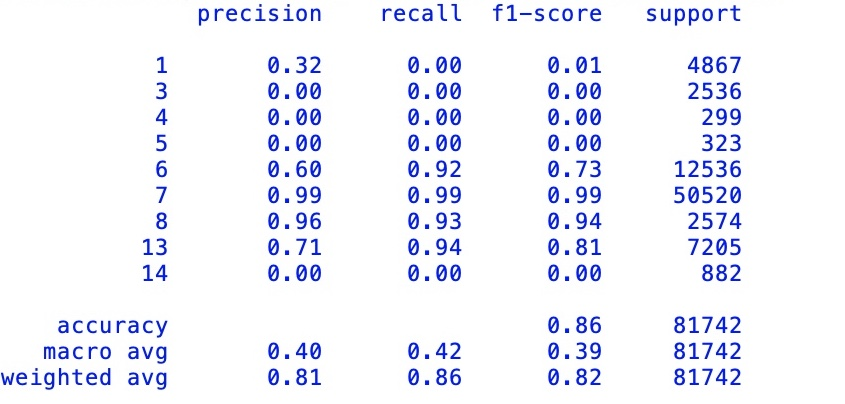 precision recall f1-score support
1 0.32 0.00 0.01 4867
3 0.00 0.00 0.00 2536
4 0.00 0.00 0.00 299
5 0.00 0.00 0.00 323
6 0.60 0.92 0.73 12536
7 0.99 0.99 0.99 50520
8 0.96 0.93 0.94 2574
13 0.71 0.94 0.81 7205
14 0.00 0.00 0.00 882
accuracy 0.86 81742
macro avg 0.40 0.42 0.39 81742
weighted avg 0.81 0.86 0.82 81742